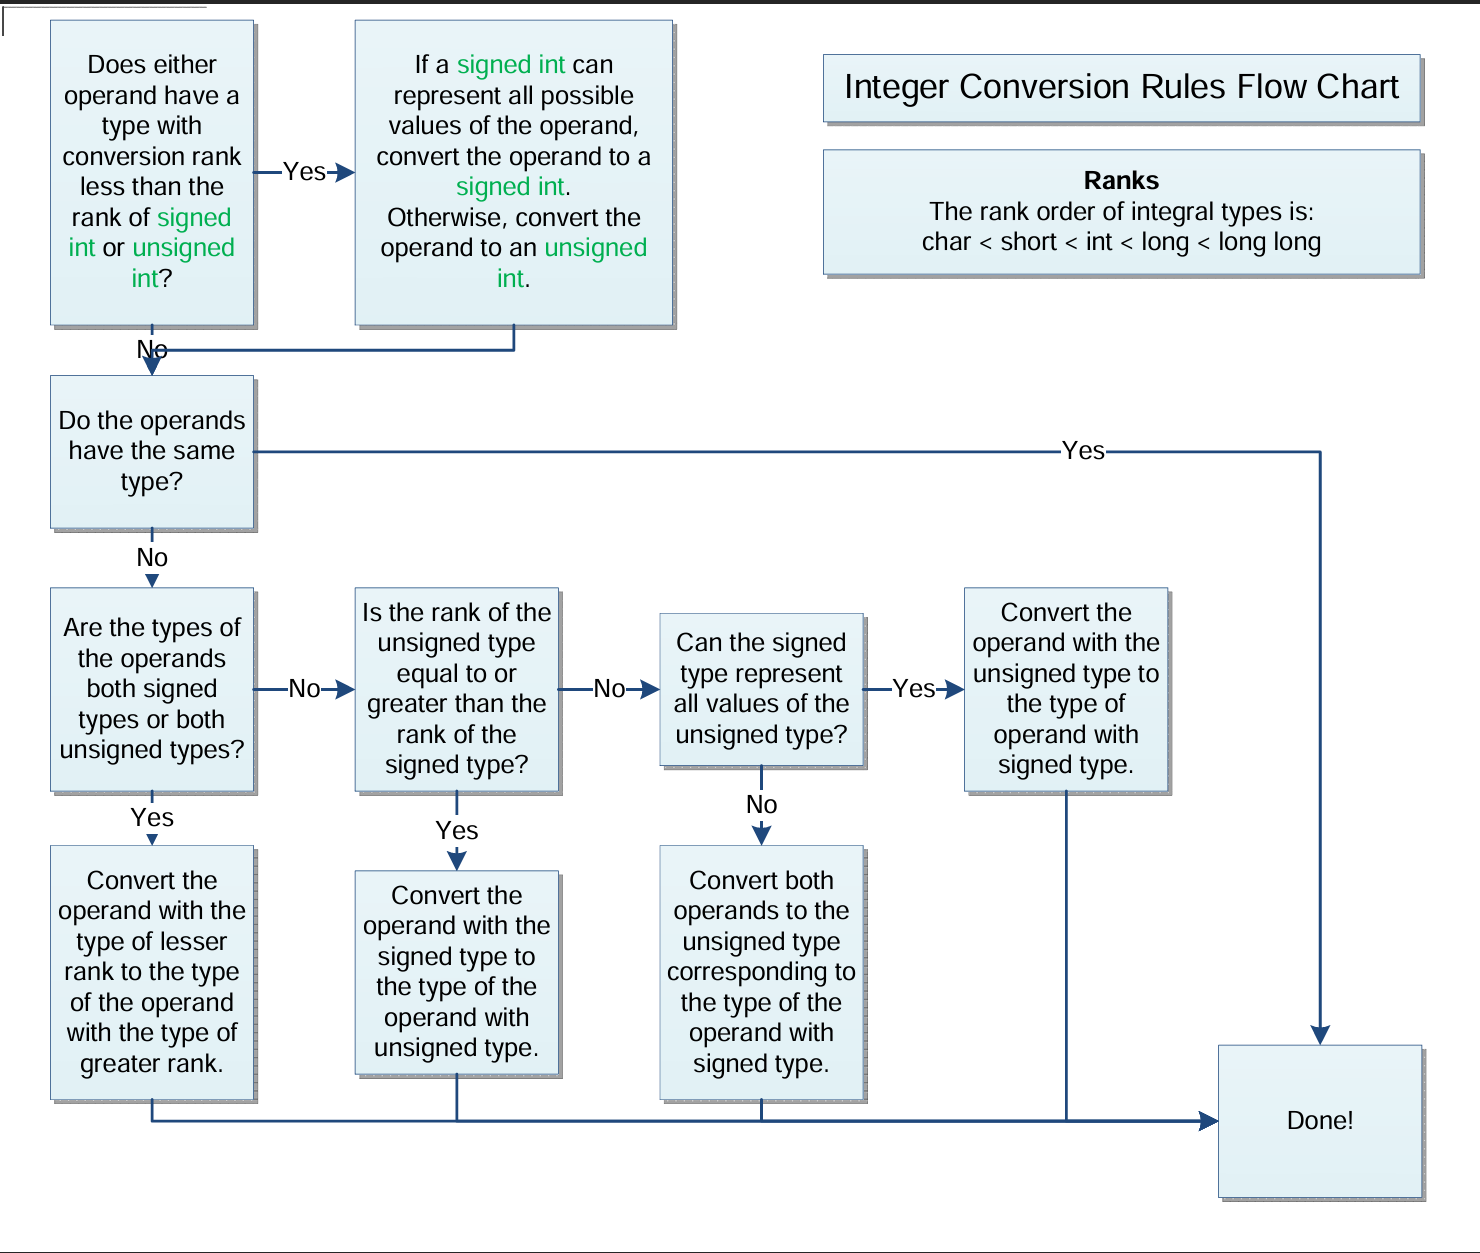 Does either
operand have a
type with
conversion rank
less than the
rank of signed
int or unsigned
int?
Yes
If a signed int can
represent all possible
values of the operand,
convert the operand to a
signed int.
Otherwise, convert the
operand to an unsigned
int.
Integer Conversion Rules Flow Chart
Ranks
The rank order of integral types is:
char < short < int < long < long long
No
Do the operands
have the same
type?
Yes
No
Are the types of
the operands
both signed
types or both
unsigned types?
No
Is the rank of the
unsigned type
equal to or
greater than the
rank of the
signed type?
No
Can the signed
type represent
all values of the
unsigned type?
Yes
Convert the
operand with the
unsigned type to
the type of
operand with
signed type.
Yes
Yes
No
Convert the
operand with the
type of lesser
rank to the type
of the operand
with the type of
greater rank.
Convert the
operand with the
signed type to
the type of the
operand with
unsigned type.
Convert both
operands to the
unsigned type
corresponding to
the type of the
operand with
signed type.
Done!